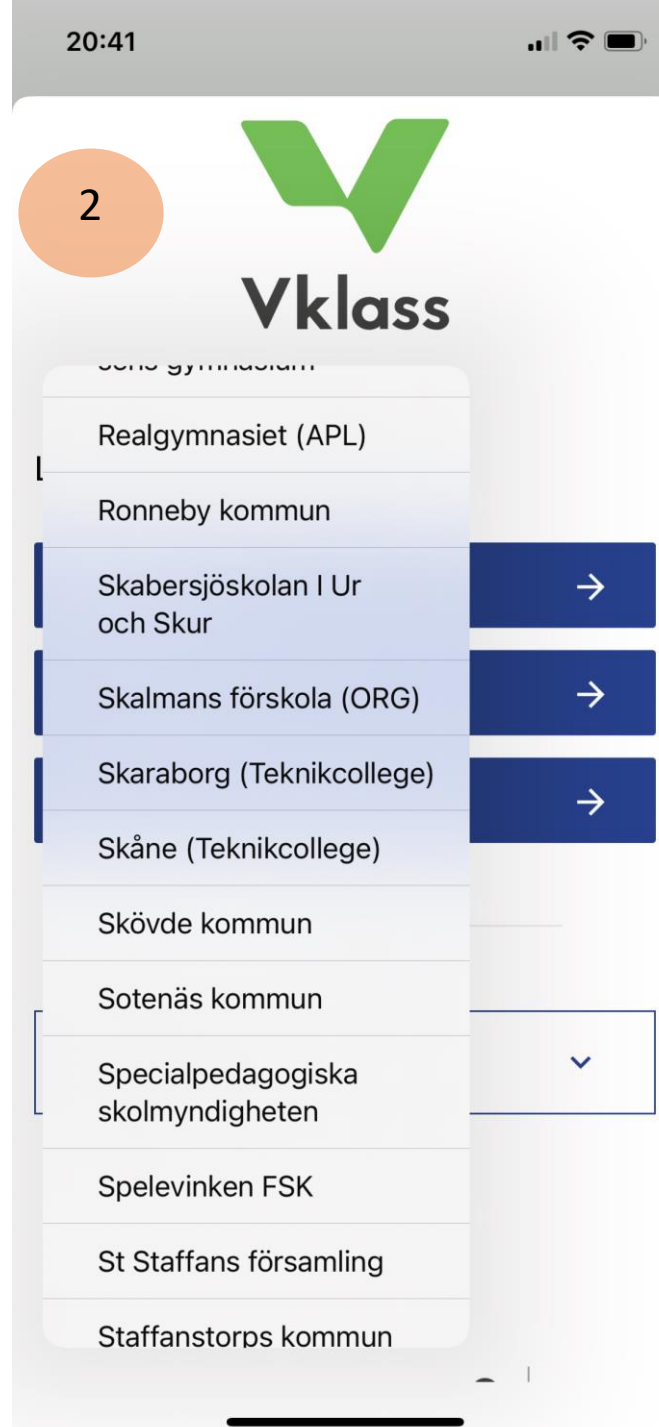 20:41
2
Vklass
gymnasium
Realgymnasiet (APL)
L
Ronneby kommun
Skabersjöskolan I Ur
och Skur
Skalmans förskola (ORG)
Skaraborg (Teknikcollege)
Skåne (Teknikcollege)
Skövde kommun
Sotenäs kommun
Specialpedagogiska
skolmyndigheten
Spelevinken FSK
St Staffans församling
Staffanstorps kommun